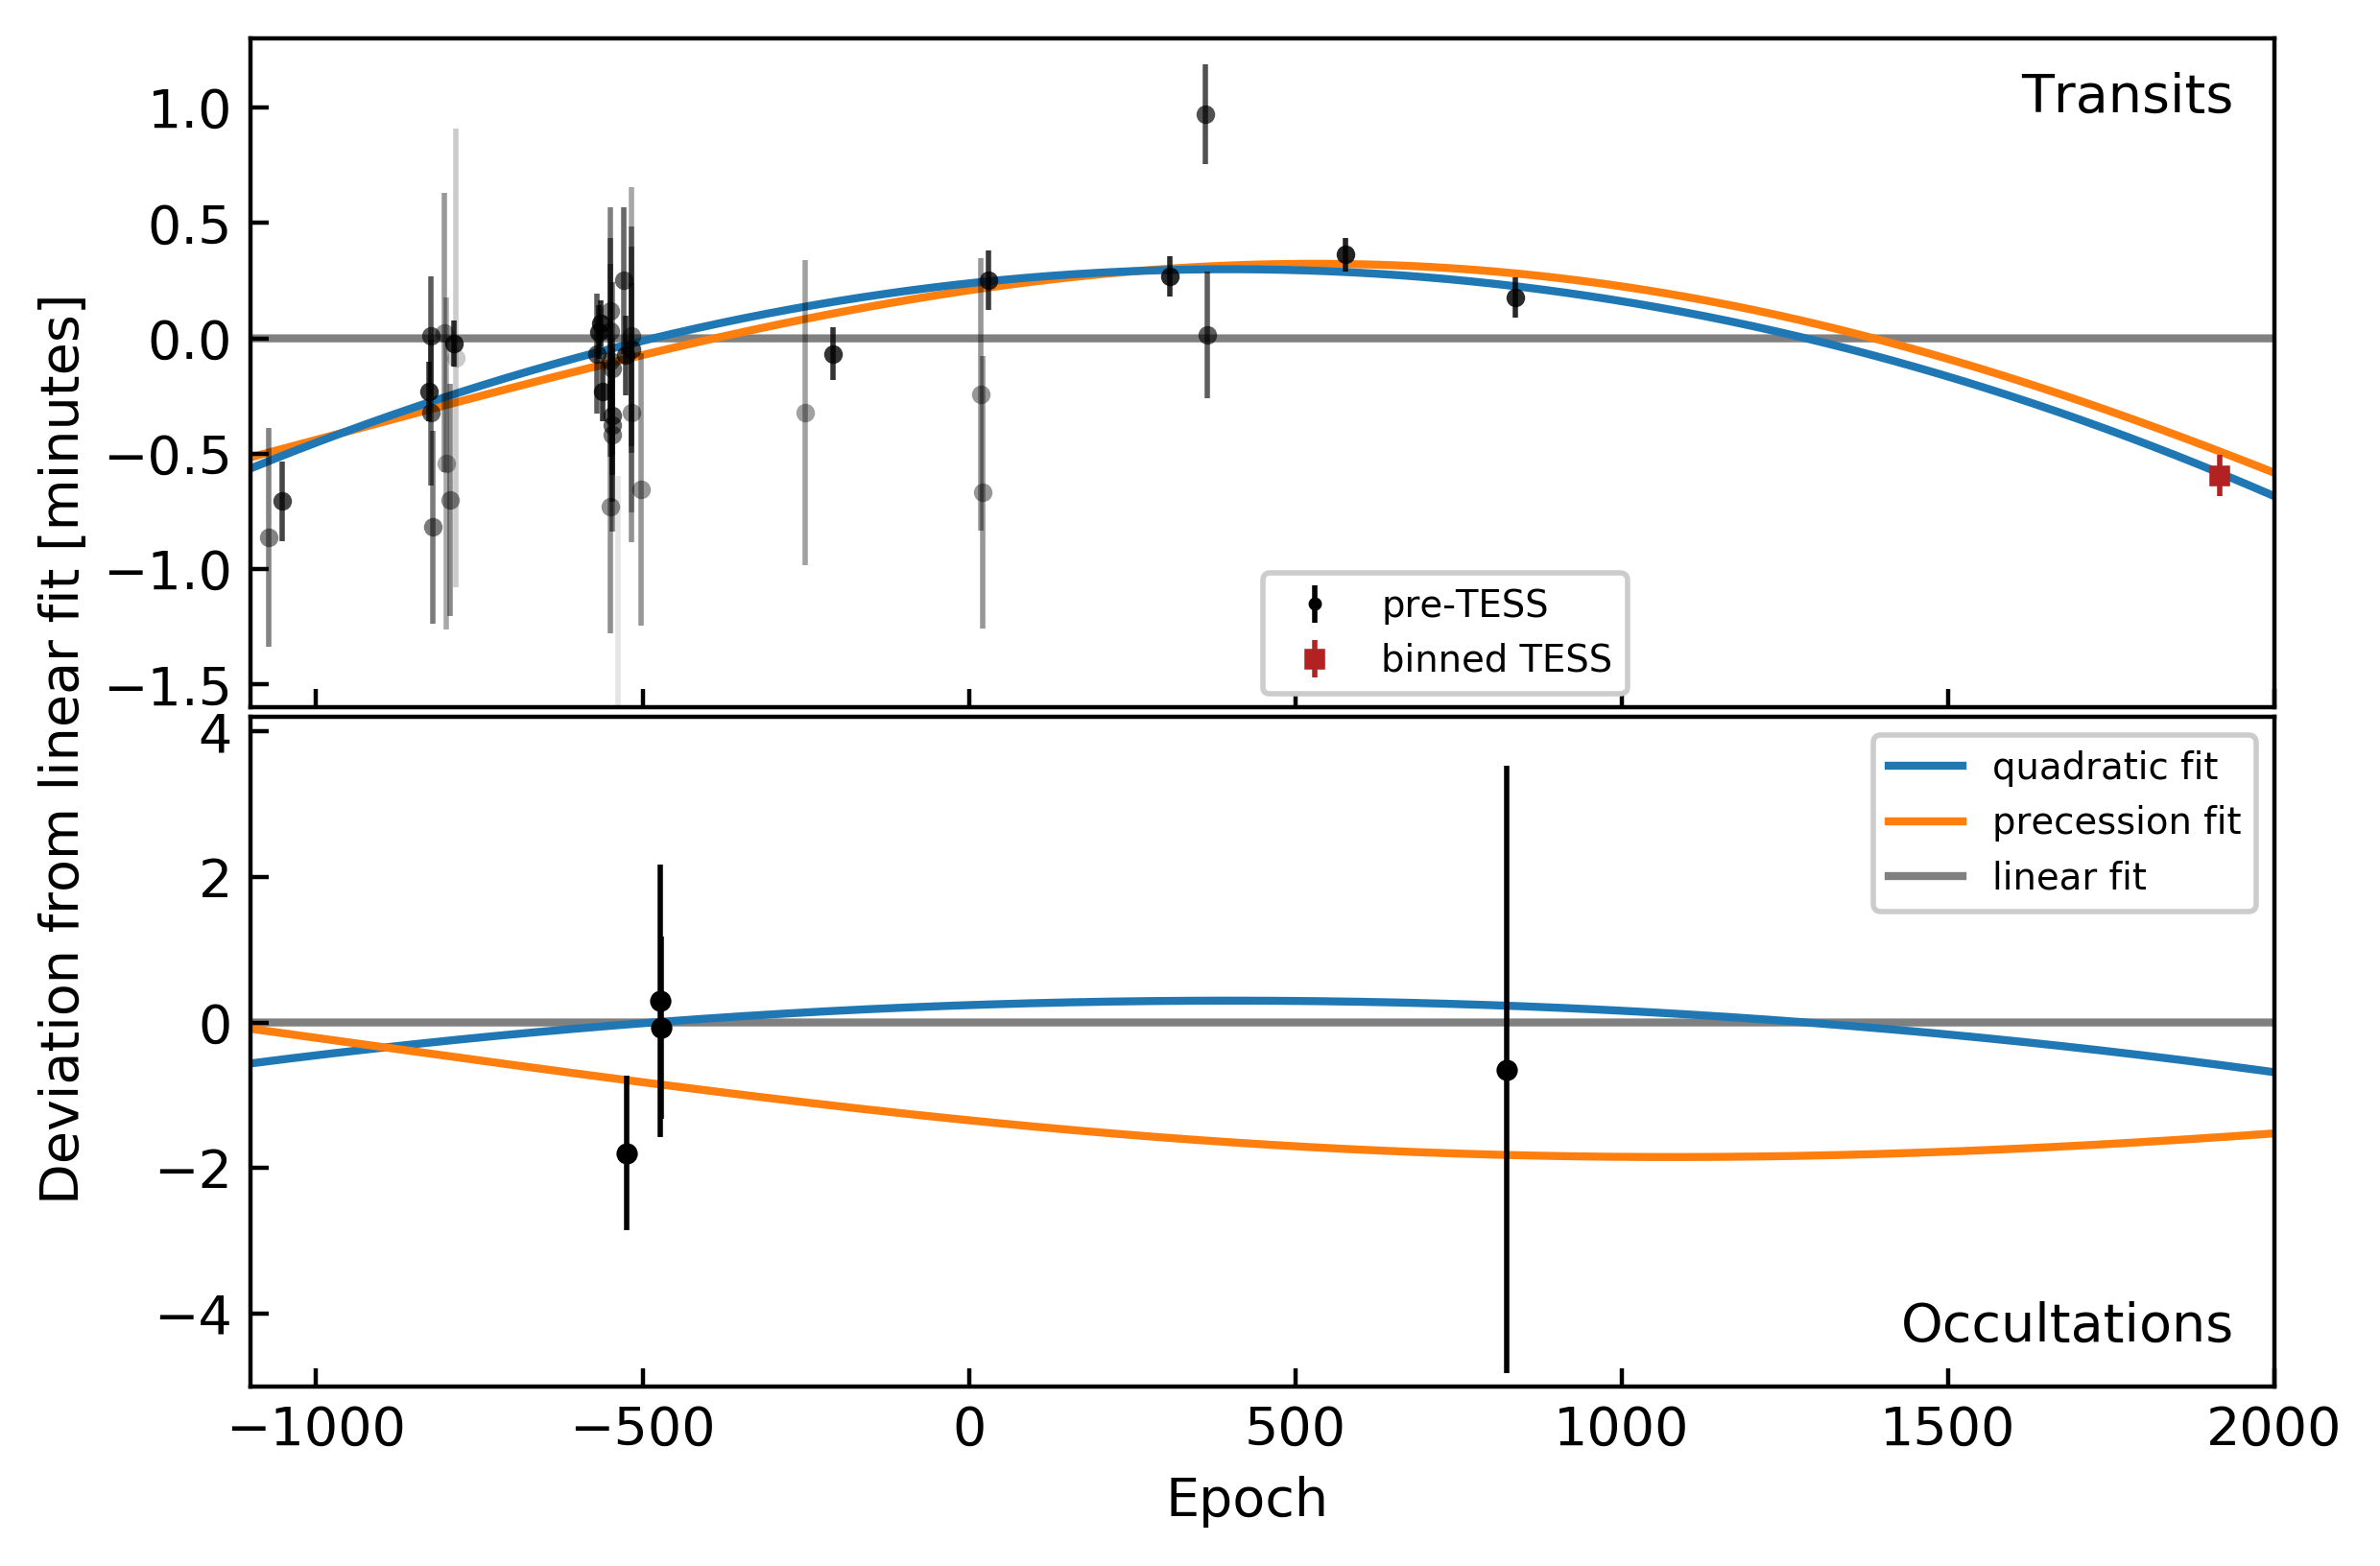 Deviation from linear fit [minutes]
Transits
1.0
0.5
0.0
−0.5
−1.0
−1.5
pre-TESS
binned TESS
4
2
0
−2
−4
quadratic fit
precession fit
linear fit
Occultations
−1000 −500 0 500 1000 1500 2000
Epoch